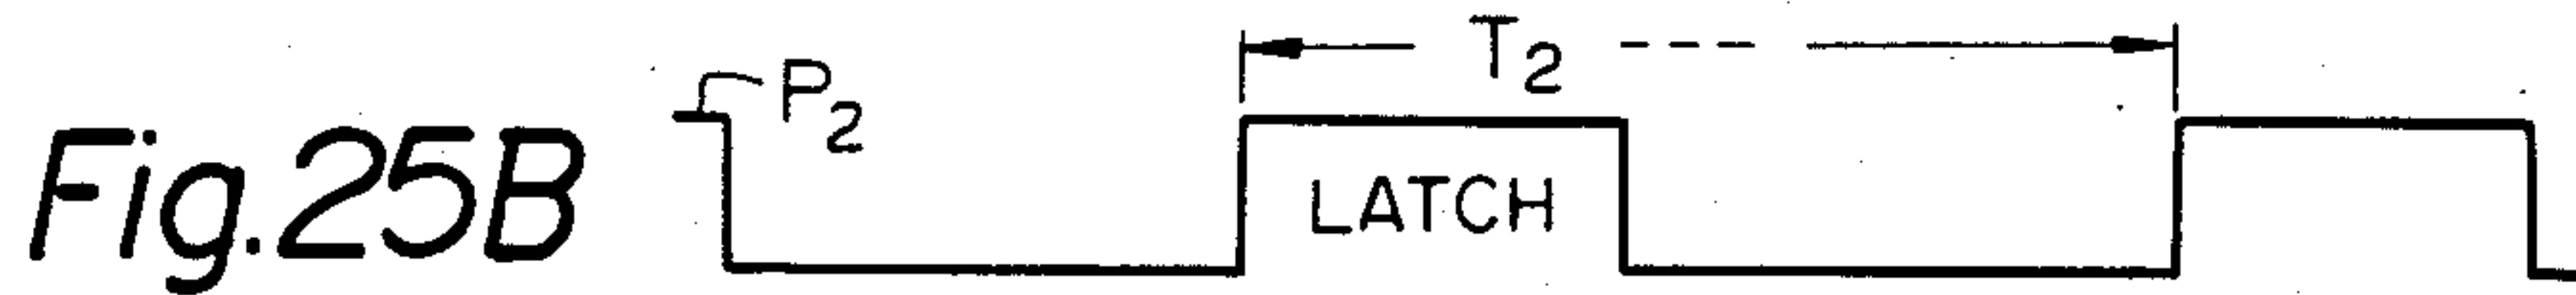 T₂
P₂
Fig.25B
LATCH